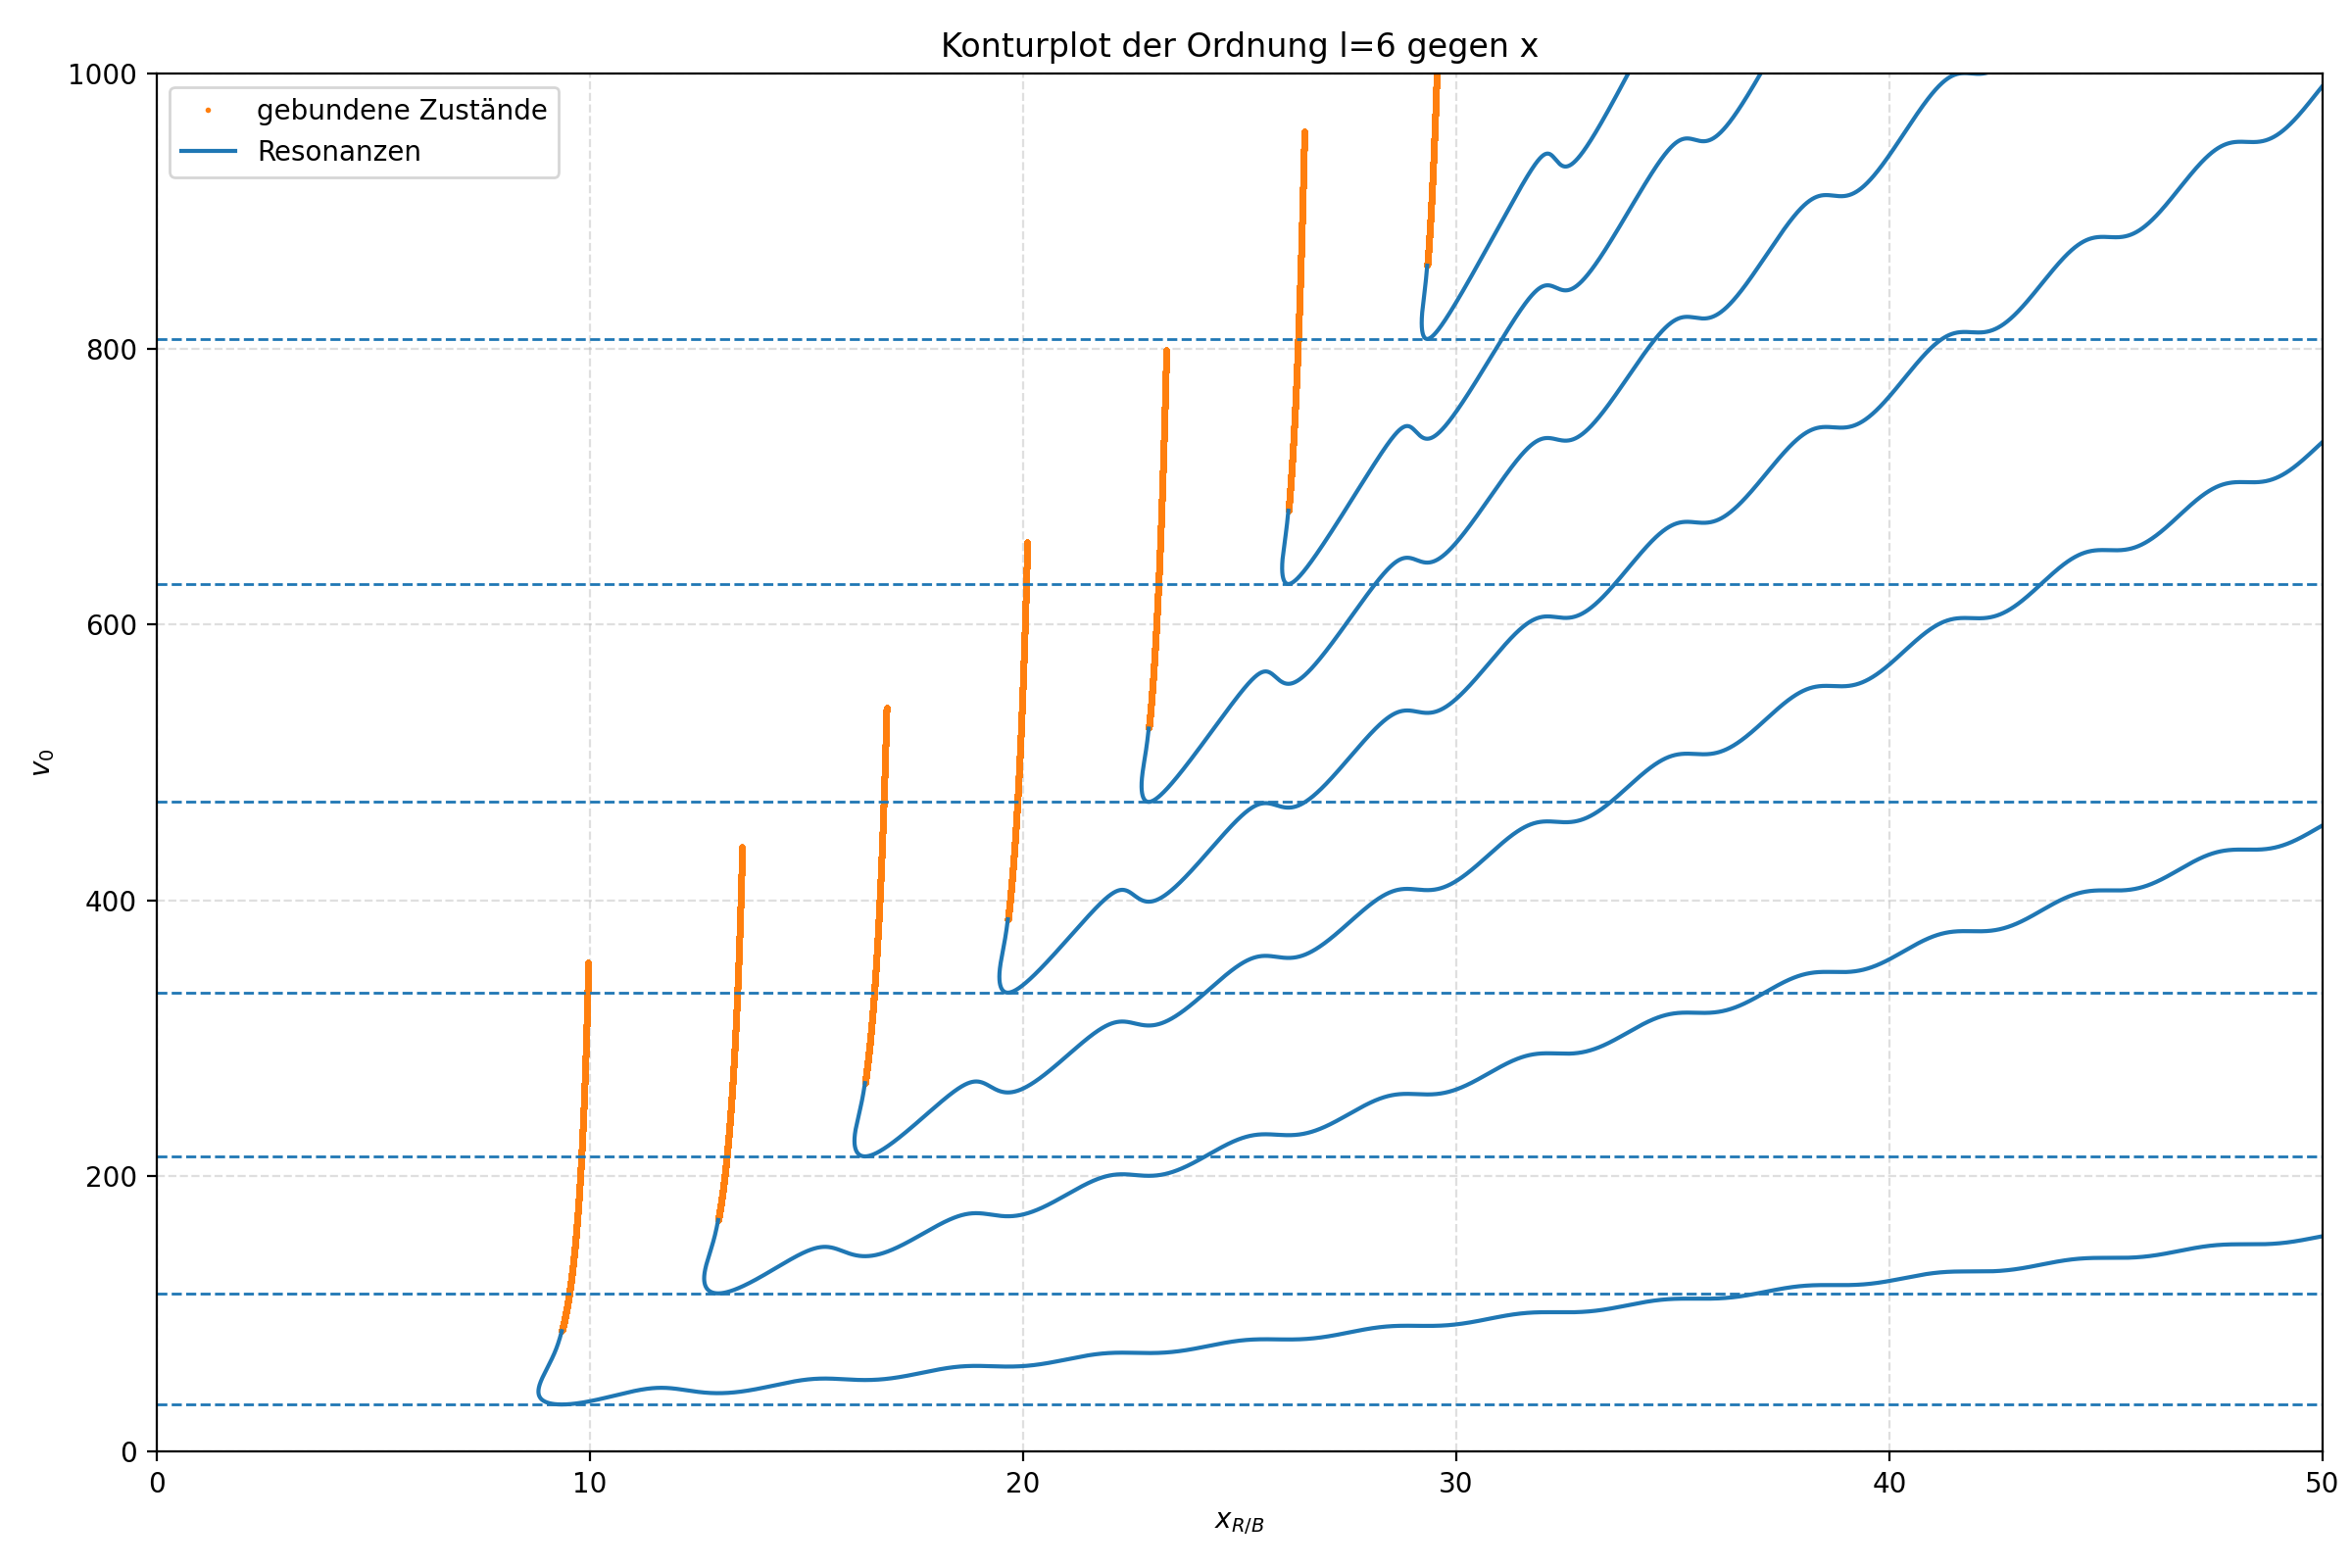 Konturplot der Ordnung l=6 gegen x
1000
gebundene Zustände
Resonanzen
800
600
v₀
400
200
0
0 10 20 30 40 50
x_{R/B}